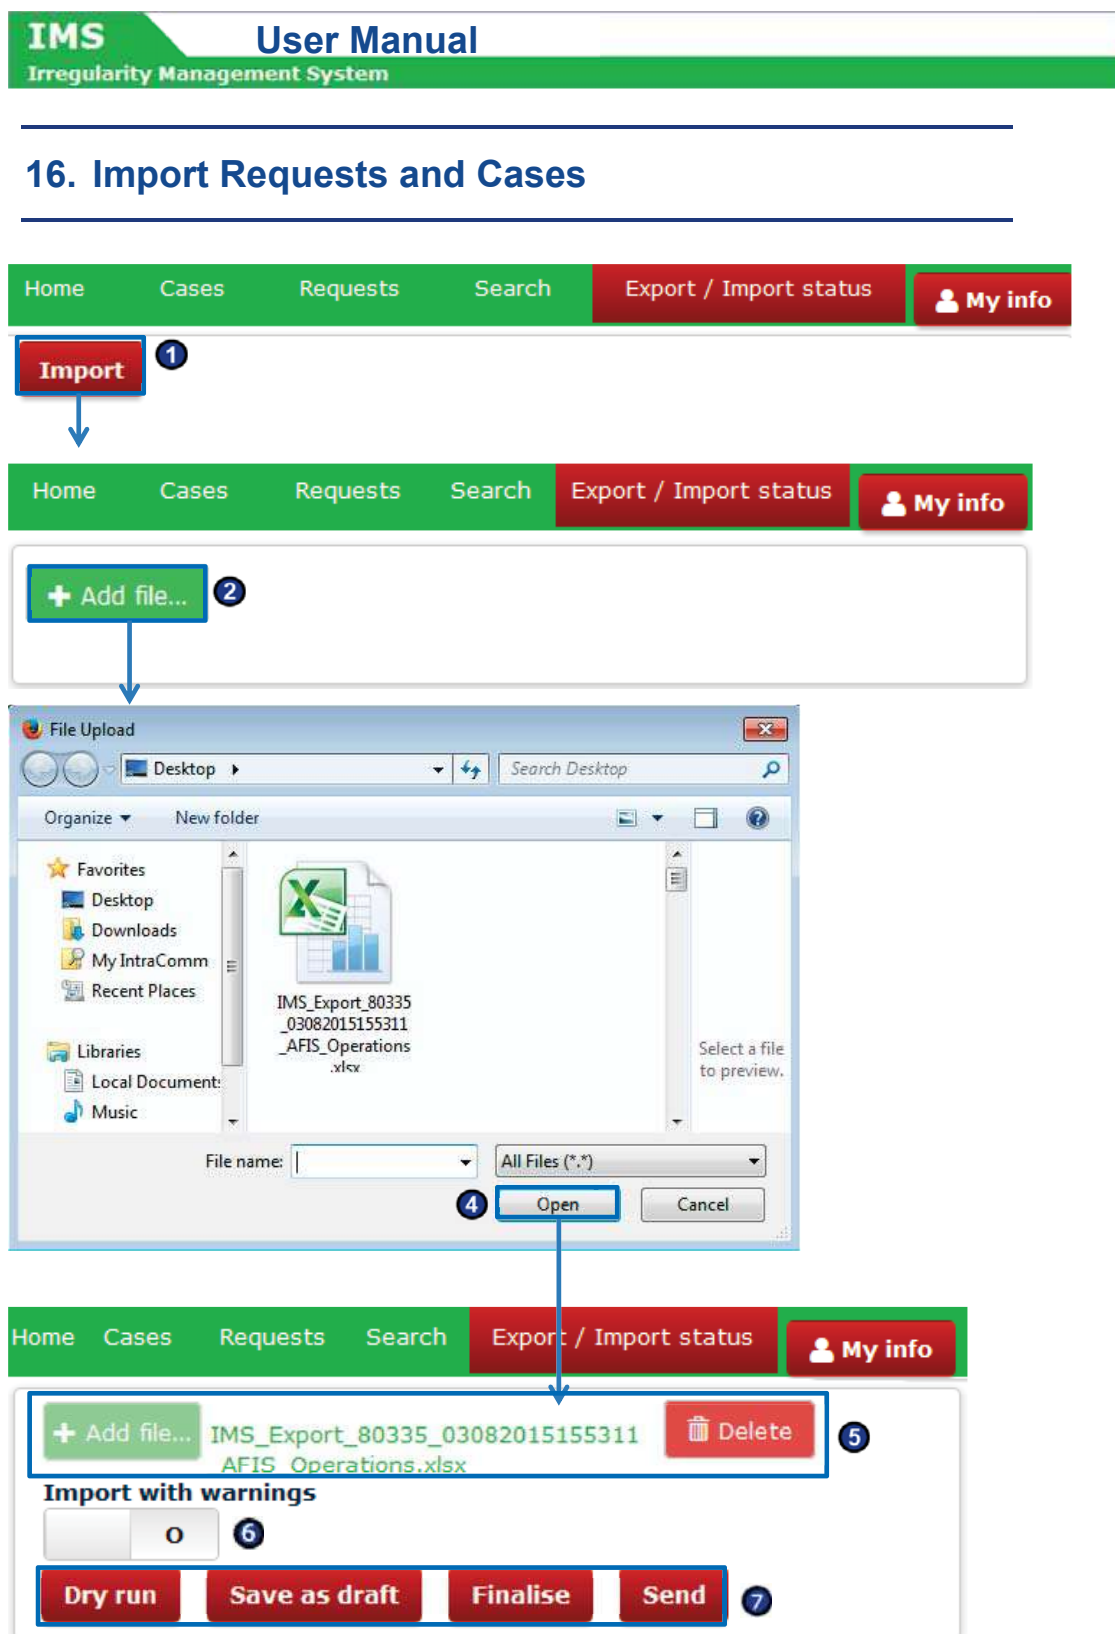 IMS
User Manual
Irregularity Management System
16. Import Requests and Cases
Home Cases Requests Search Export / Import status My info
Import 1
Home Cases Requests Search Export / Import status My info
+ Add file... 2
File Upload
Desktop Search Desktop
Organize New folder
Favorites
Desktop
Downloads
My IntraComm
Recent Places
Libraries
Local Documents
Music
IMS_Export_80335
_03082015155311
_AFIS_Operations
.xlsx
Select a file
to preview.
File name: All Files (*.*)
4 Open Cancel
Home Cases Requests Search Export / Import status My info
+ Add file... IMS_Export_80335_03082015155311 Delete 5
_AFIS_Operations.xlsx
Import with warnings
O 6
Dry run Save as draft Finalise Send 7